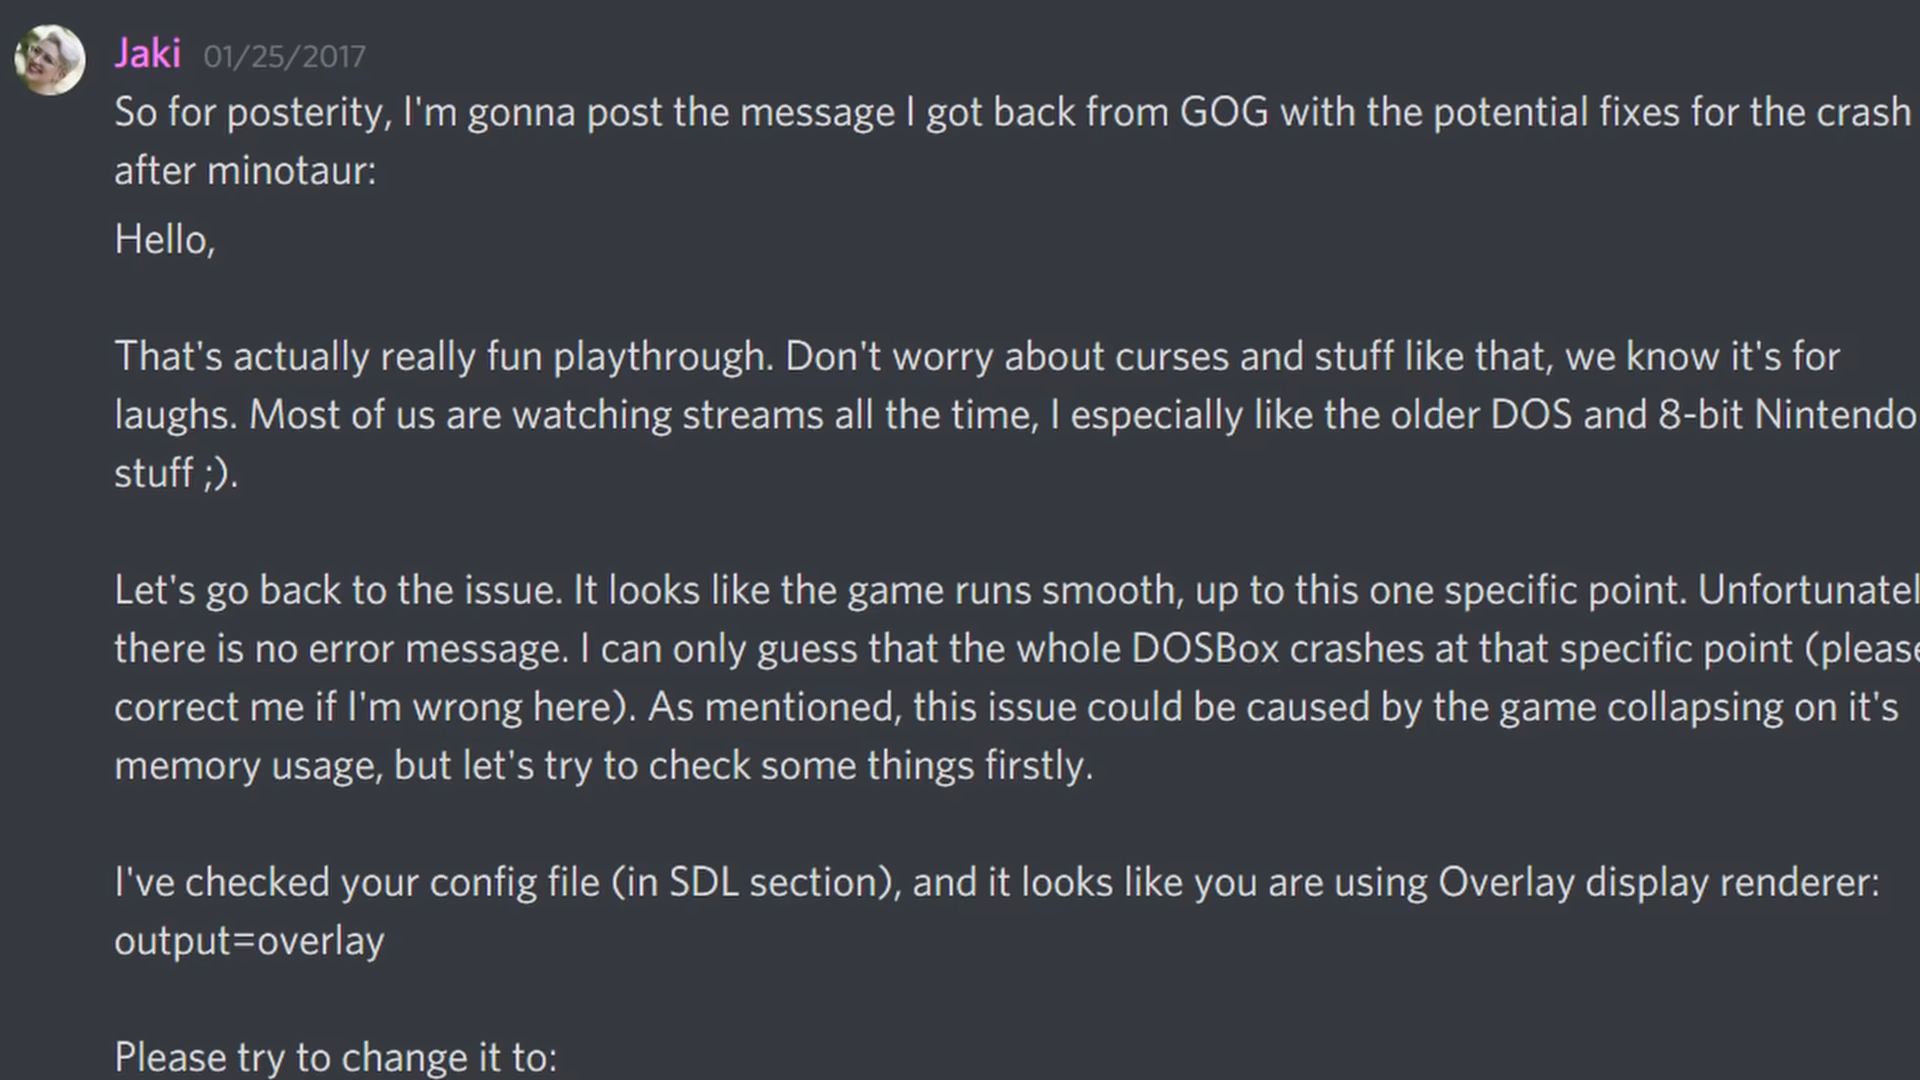 Jaki 01/25/2017
So for posterity, I'm gonna post the message I got back from GOG with the potential fixes for the crash
after minotaur:
Hello,
That's actually really fun playthrough. Don't worry about curses and stuff like that, we know it's for
laughs. Most of us are watching streams all the time, I especially like the older DOS and 8-bit Nintendo
stuff ;).
Let's go back to the issue. It looks like the game runs smooth, up to this one specific point. Unfortunatel
there is no error message. I can only guess that the whole DOSBox crashes at that specific point (please
correct me if I'm wrong here). As mentioned, this issue could be caused by the game collapsing on it's
memory usage, but let's try to check some things firstly.
I've checked your config file (in SDL section), and it looks like you are using Overlay display renderer:
output=overlay
Please try to change it to: